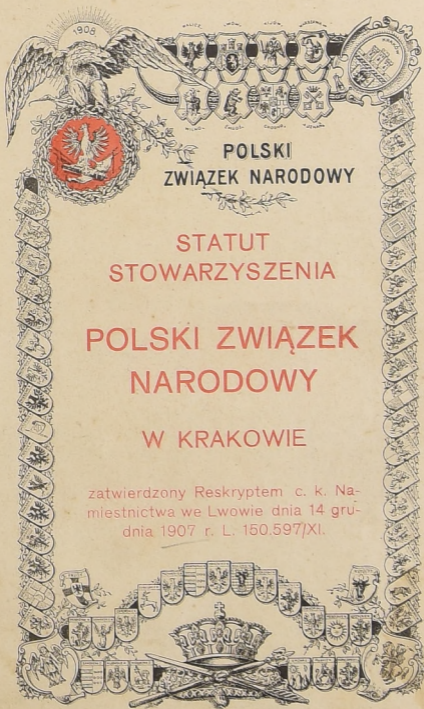 1908
POLSKI
ZWIĄZEK NARODOWY
STATUT
STOWARZYSZENIA
POLSKI ZWIĄZEK
NARODOWY
W KRAKOWIE
zatwierdzony Reskryptem c. k. Na-
miestnictwa we Lwowie dnia 14 gru-
dnia 1907 r. L. 150.597/XI.